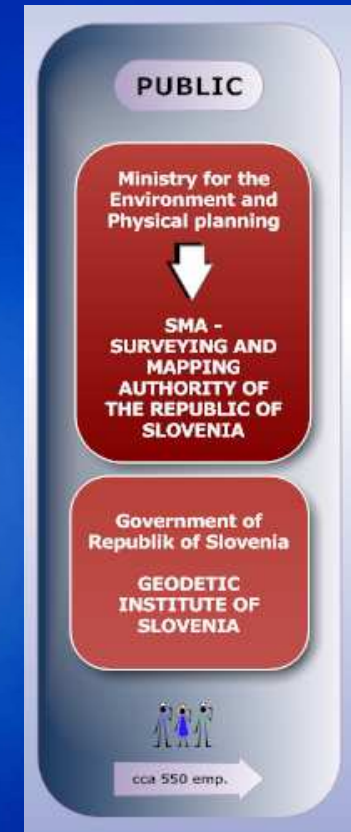 PUBLIC
Ministry for the
Environment and
Physical planning
SMA -
SURVEYING AND
MAPPING
AUTHORITY OF
THE REPUBLIC OF
SLOVENIA
Government of
Republik of Slovenia
GEODETIC
INSTITUTE OF
SLOVENIA
cca 550 emp.